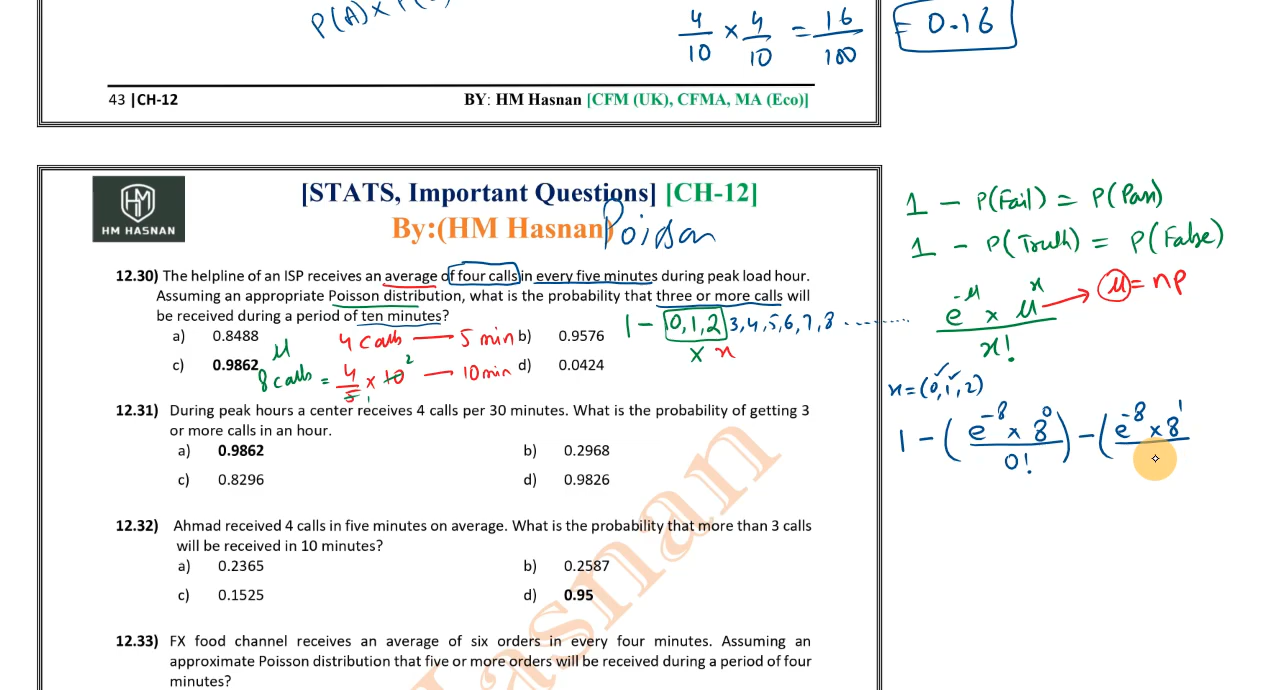 P(A) x P(
4/10 x 4/10 = 16/100 = 0.16
43 |CH-12 BY: HM Hasnan [CFM (UK), CFMA, MA (Eco)]
HM HASNAN
[STATS, Important Questions] [CH-12]
By:(HM Hasnan)
Poisson
1 - P(Fail) = P(Pass)
1 - P(Truth) = P(False)
12.30) The helpline of an ISP receives an average of four calls in every five minutes during peak load hour.
Assuming an appropriate Poisson distribution, what is the probability that three or more calls will
be received during a period of ten minutes?
1 - 0, 1, 2 3, 4, 5, 6, 7, 8 ........
x x
e^-μ x μ^x / x! → μ = np
a) 0.8488 b) 0.9576
c) 0.9862 d) 0.0424
μ 4 Calls — 5 min
8 calls = 4/5 x 10 — 10 min
2
1
x = (0, 1, 2)
1 - (e^-8 x 8^0 / 0!) - (e^-8 x 8^1
12.31) During peak hours a center receives 4 calls per 30 minutes. What is the probability of getting 3
or more calls in an hour.
a) 0.9862 b) 0.2968
c) 0.8296 d) 0.9826
12.32) Ahmad received 4 calls in five minutes on average. What is the probability that more than 3 calls
will be received in 10 minutes?
a) 0.2365 b) 0.2587
c) 0.1525 d) 0.95
12.33) FX food channel receives an average of six orders in every four minutes. Assuming an
approximate Poisson distribution that five or more orders will be received during a period of four
minutes?
Hasnan